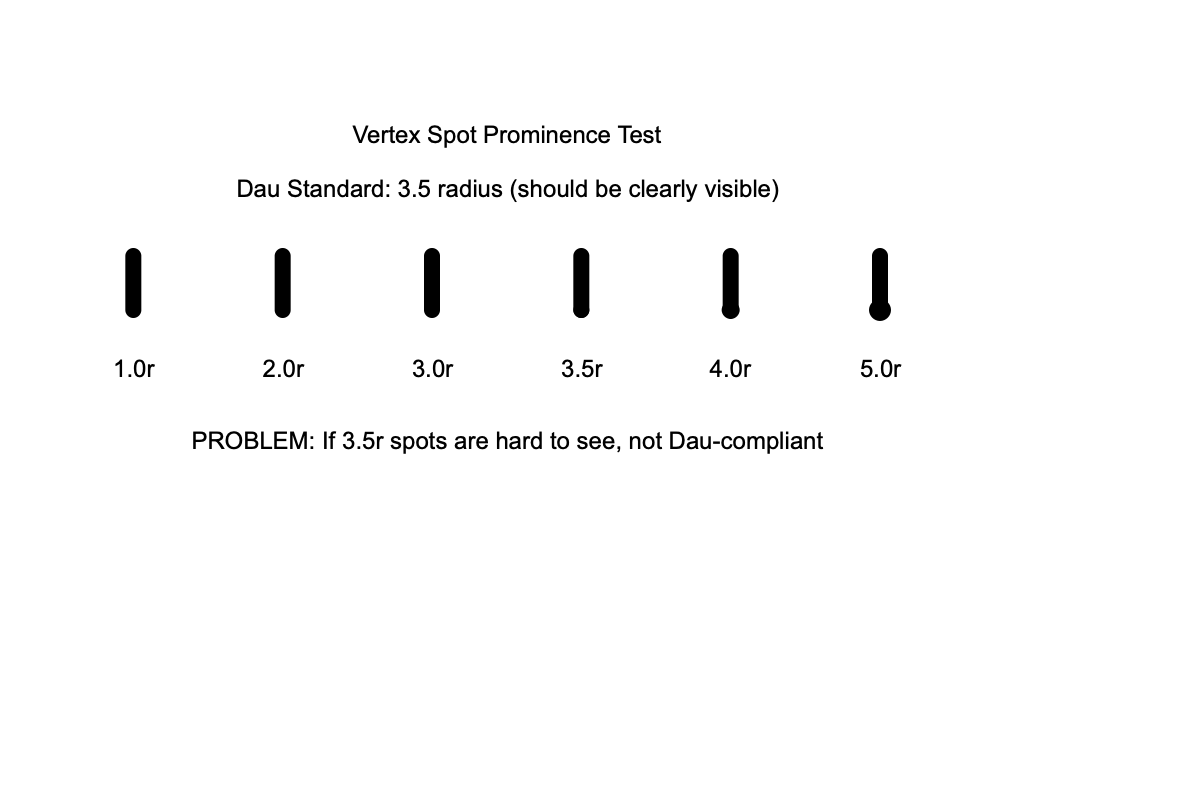 Vertex Spot Prominence Test
Dau Standard: 3.5 radius (should be clearly visible)
1.0r 2.0r 3.0r 3.5r 4.0r 5.0r
PROBLEM: If 3.5r spots are hard to see, not Dau-compliant